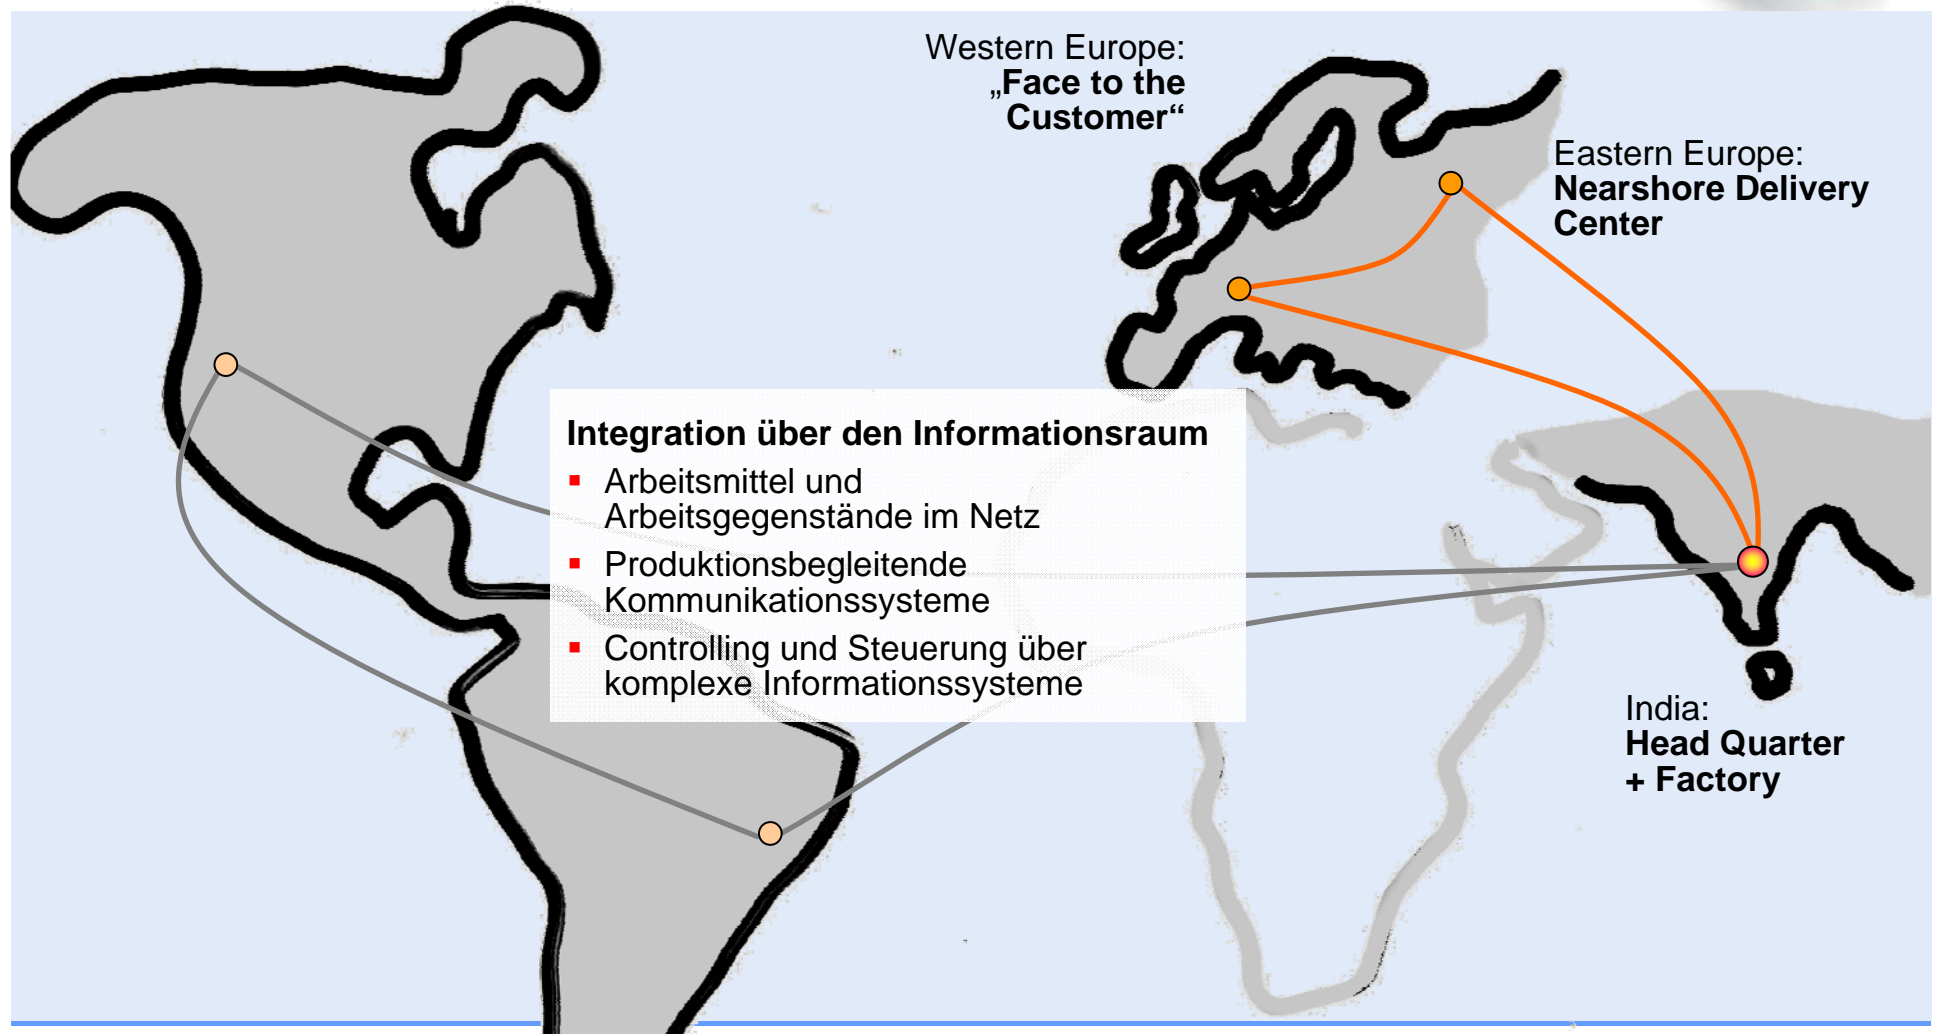 Western Europe:
„Face to the
Customer“
Eastern Europe:
Nearshore Delivery
Center
Integration über den Informationsraum
▪ Arbeitsmittel und
Arbeitsgegenstände im Netz
▪ Produktionsbegleitende
Kommunikationssysteme
▪ Controlling und Steuerung über
komplexe Informationssysteme
India:
Head Quarter
+ Factory